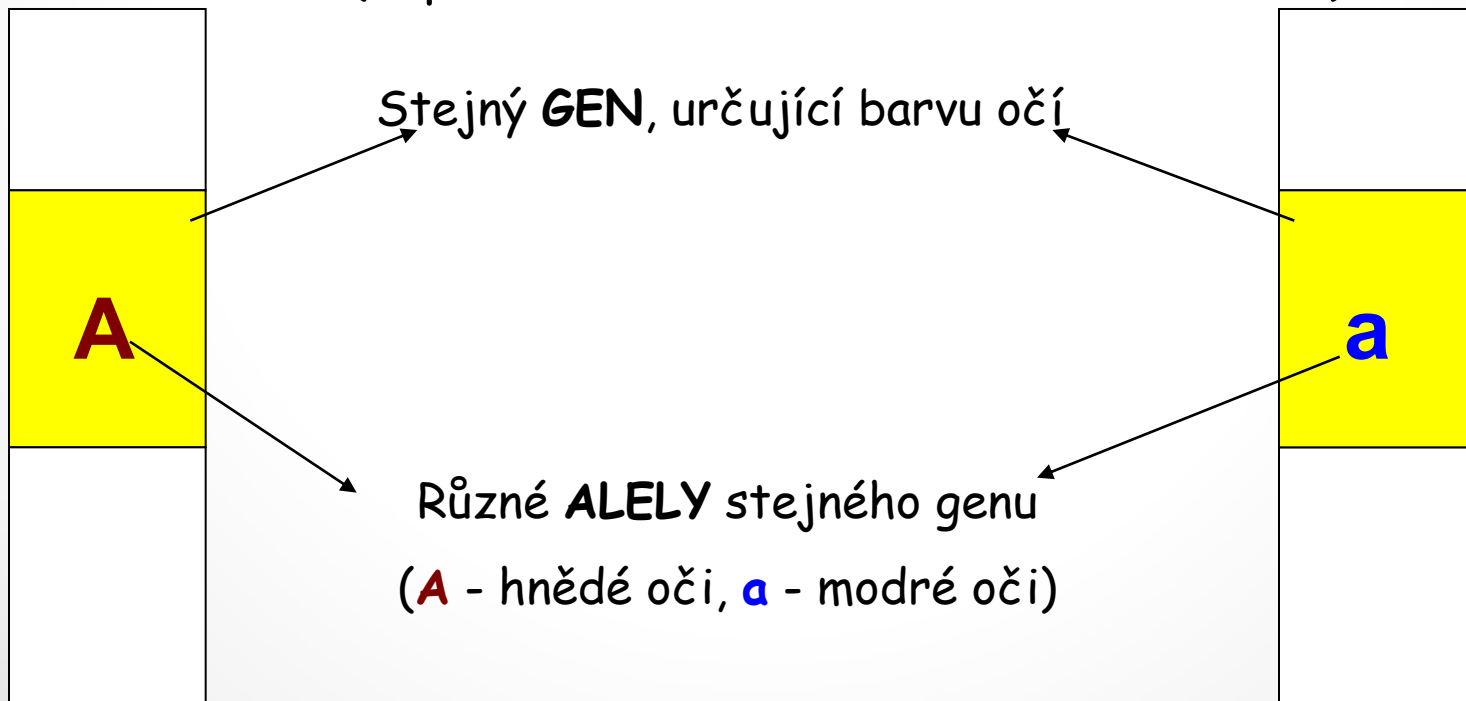 Stejný GEN, určující barvu očí
A
a
Různé ALELY stejného genu
(A - hnědé oči, a - modré oči)